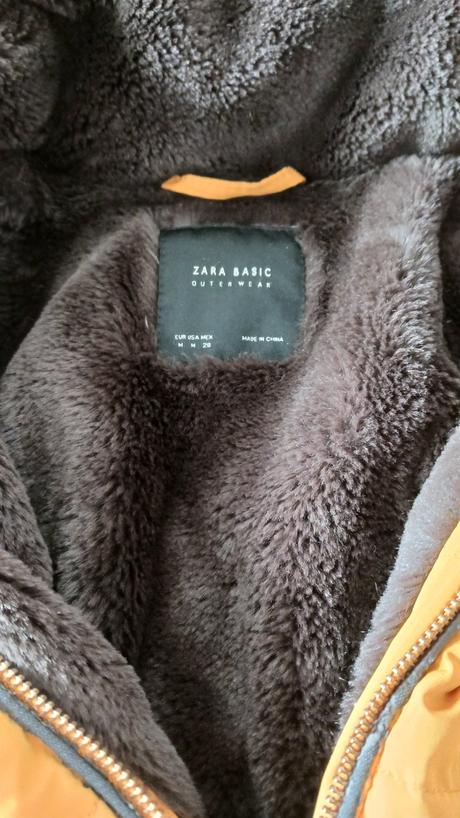 ZARA BASIC
OUTERWEAR
EUR USA MEX
M M 28
MADE IN CHINA